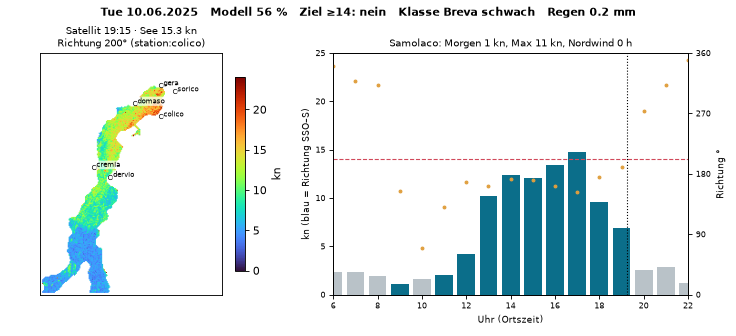 Tue 10.06.2025   Modell 56 %   Ziel ≥14: nein   Klasse Breva schwach   Regen 0.2 mm
Satellit 19:15 · See 15.3 kn
Richtung 200° (station:colico)
gera
sorico
domaso
colico
cremia
dervio
20
15
10
5
0
kn
Samolaco: Morgen 1 kn, Max 11 kn, Nordwind 0 h
kn (blau = Richtung SSO-S)
25
20
15
10
5
0
6
8
10
12
14
16
18
20
22
Uhr (Ortszeit)
360
270
180
90
0
Richtung °